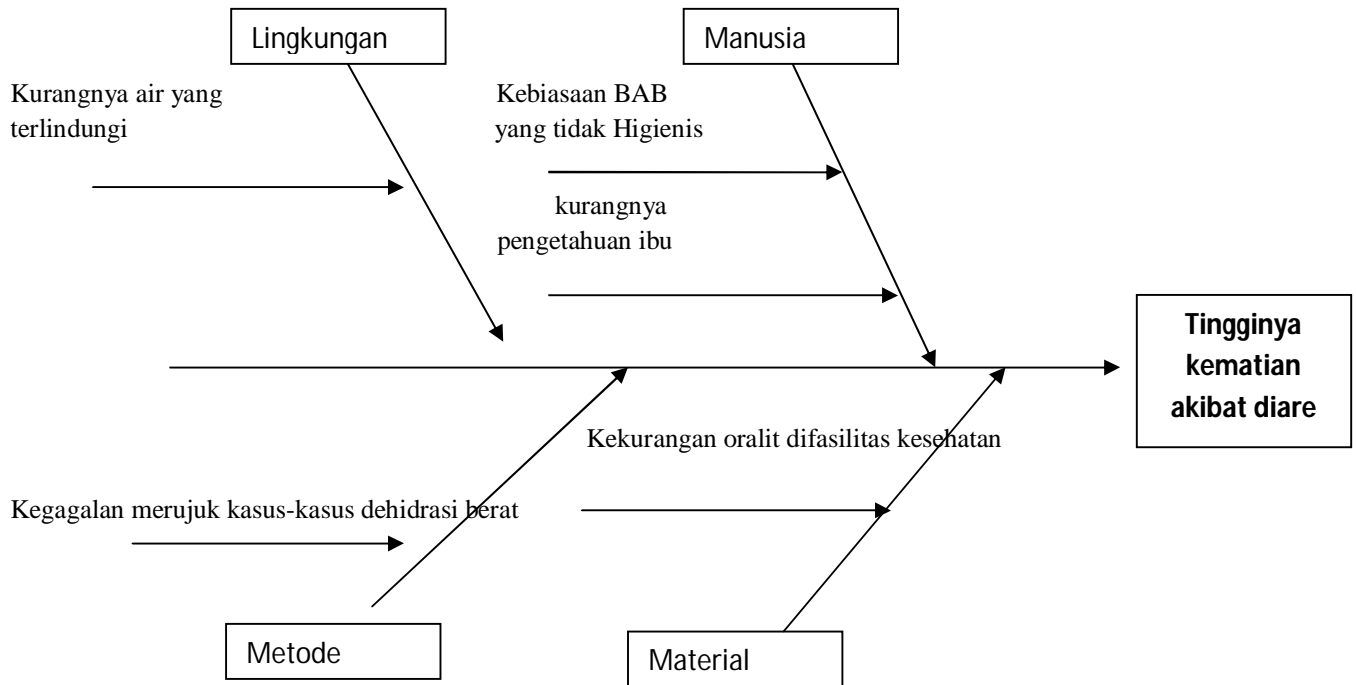 Lingkungan
Manusia
Kurangnya air yang
terlindungi
Kebiasaan BAB
yang tidak Higienis
kurangnya
pengetahuan ibu
Tingginya
kematian
akibat diare
Kekurangan oralit difasilitas kesehatan
Kegagalan merujuk kasus-kasus dehidrasi berat
Metode
Material